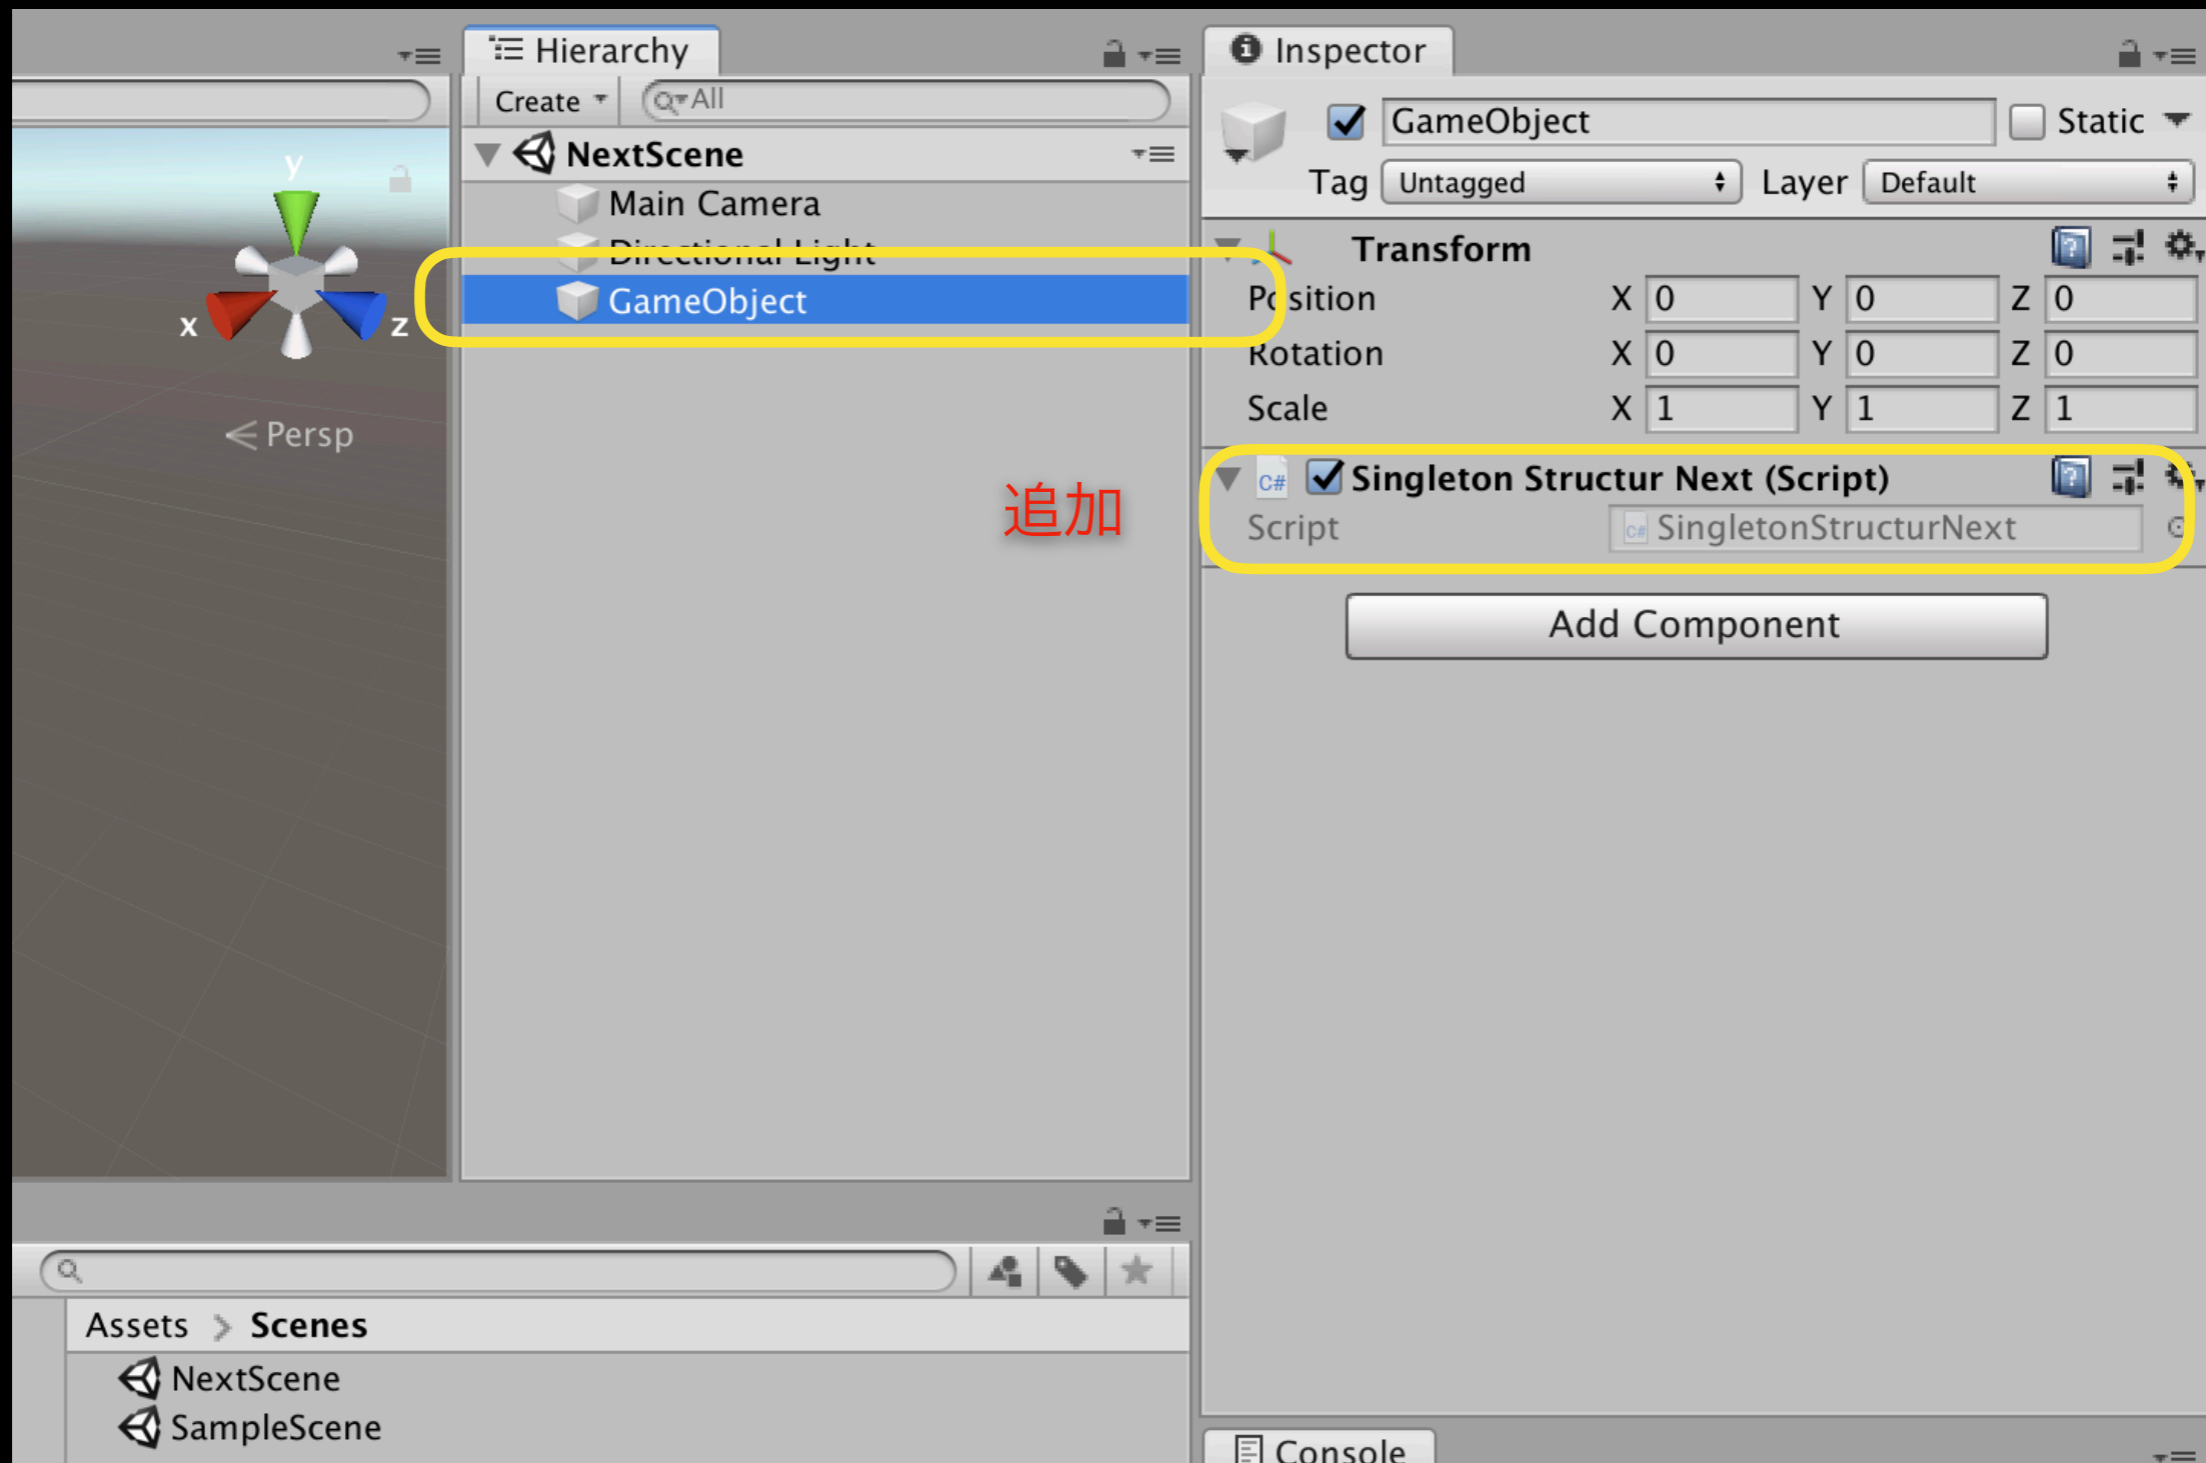 Hierarchy
Create
All
NextScene
Main Camera
Directional Light
GameObject
y
x
z
Persp
追加
Inspector
GameObject
Static
Tag Untagged Layer Default
Transform
Position X 0 Y 0 Z 0
Rotation X 0 Y 0 Z 0
Scale X 1 Y 1 Z 1
C# Singleton Structur Next (Script)
Script C# SingletonStructurNext
Add Component
Assets > Scenes
NextScene
SampleScene
Console